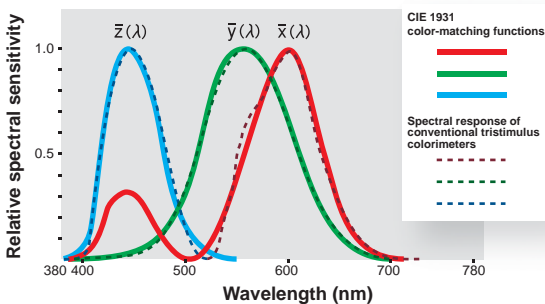 z̅(λ) y̅(λ) x̅(λ)
CIE 1931
color-matching functions
Spectral response of
conventional tristimulus
colorimeters
Relative spectral sensitivity
1.0
0.5
380 400 500 600 700 780
Wavelength (nm)